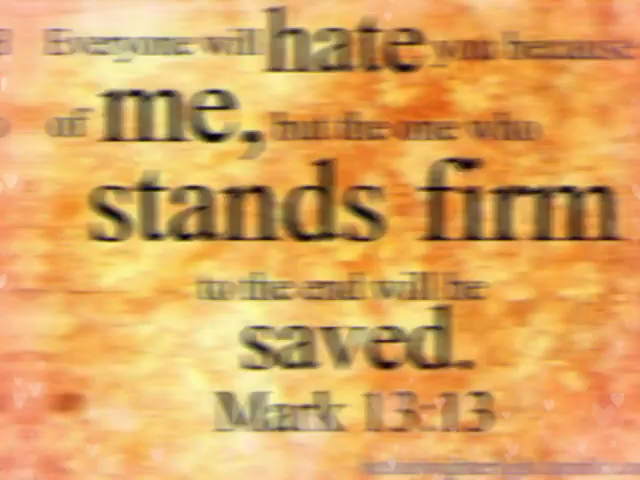 Everyone will hate you because
of me, but the one who
stands firm
to the end will be
saved.
Mark 13:13